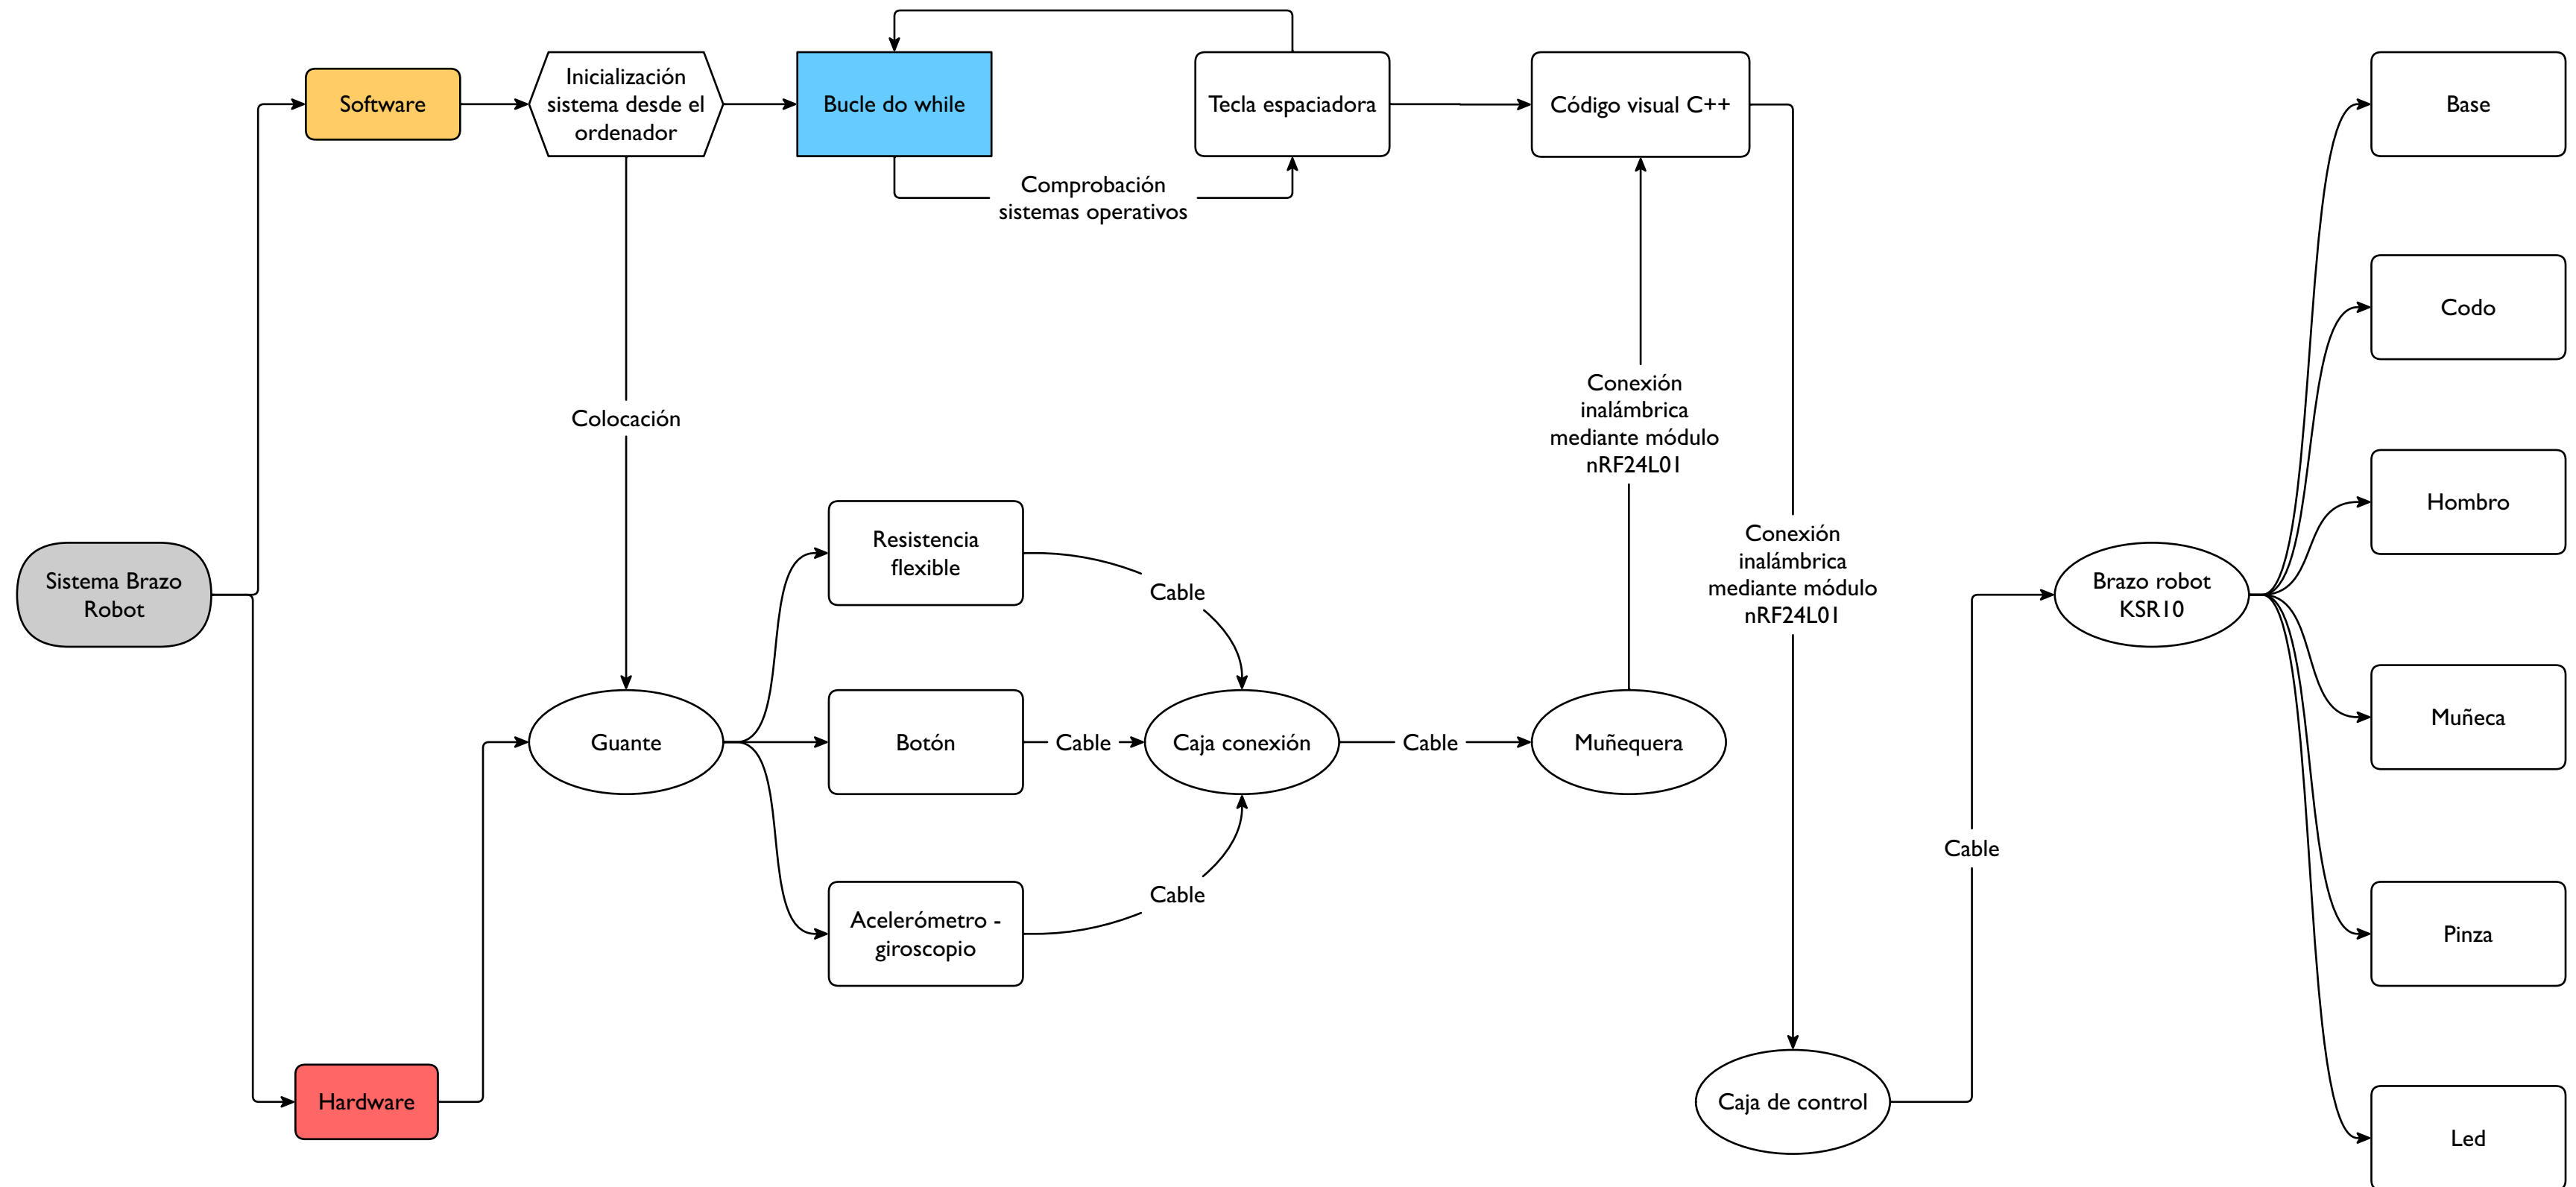 Software
Inicialización
sistema desde el
ordenador
Bucle do while
Tecla espaciadora
Código visual C++
Base
Comprobación
sistemas operativos
Codo
Colocación
Conexión
inalámbrica
mediante módulo
nRF24L01
Hombro
Conexión
inalámbrica
mediante módulo
nRF24L01
Sistema Brazo
Robot
Resistencia
flexible
Cable
Brazo robot
KSR10
Muñeca
Guante
Botón
Cable
Caja conexión
Cable
Muñequera
Cable
Cable
Acelerómetro -
giroscopio
Pinza
Hardware
Caja de control
Led